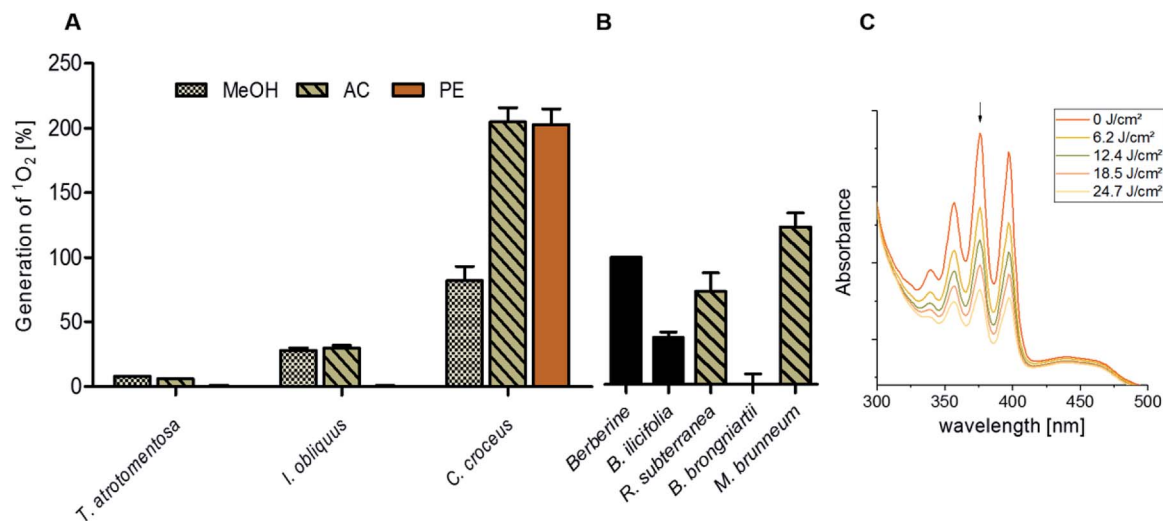 A
Generation of ¹O₂ [%]
250
200
150
100
50
0
MeOH AC PE
T. atrotomentosa
I. obliquus
C. croceus
B
Berberine
B. ilicifolia
R. subterranea
B. brongniartii
M. brunneum
C
Absorbance
0 J/cm²
6.2 J/cm²
12.4 J/cm²
18.5 J/cm²
24.7 J/cm²
300 350 400 450 500
wavelength [nm]